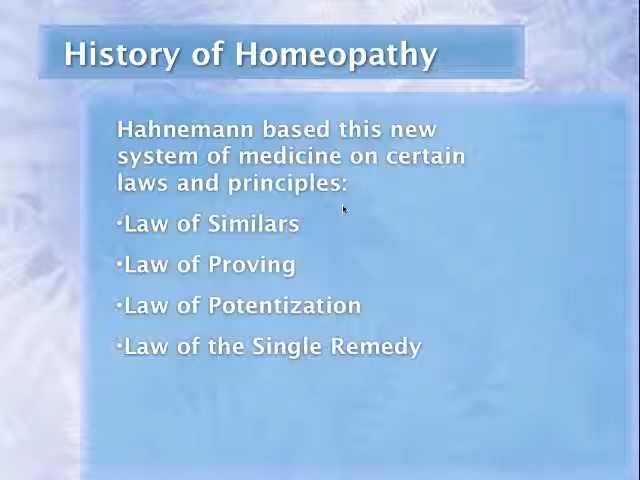 History of Homeopathy
Hahnemann based this new
system of medicine on certain
laws and principles:
•Law of Similars
•Law of Proving
•Law of Potentization
•Law of the Single Remedy